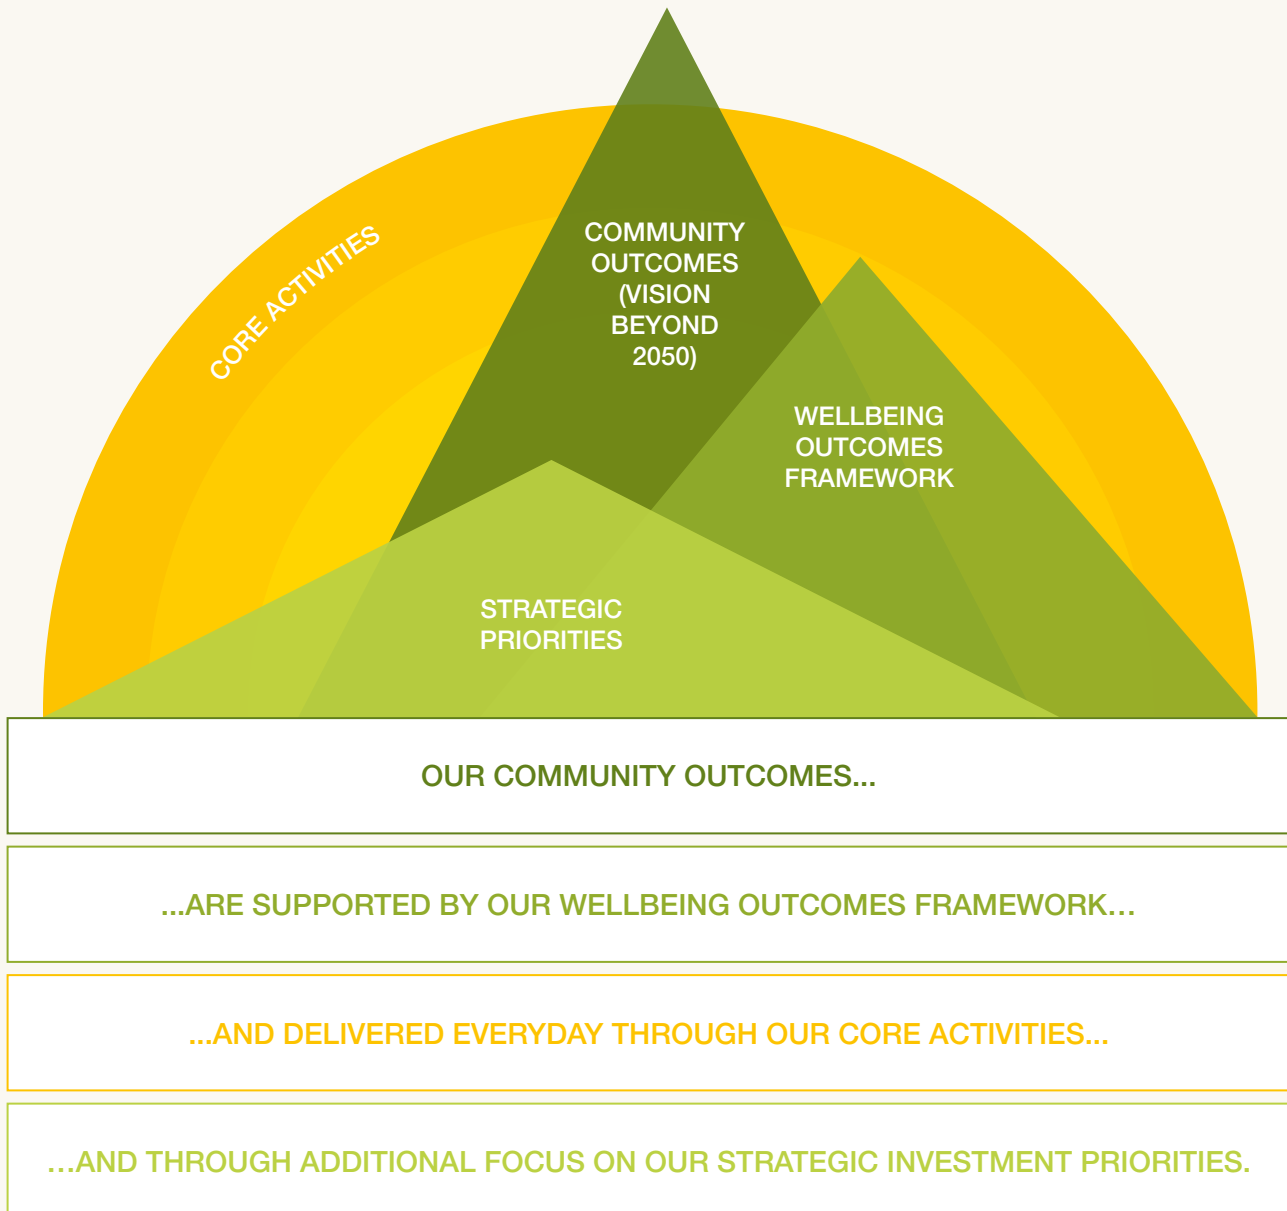 CORE ACTIVITIES
COMMUNITY
OUTCOMES
(VISION
BEYOND
2050)
WELLBEING
OUTCOMES
FRAMEWORK
STRATEGIC
PRIORITIES
OUR COMMUNITY OUTCOMES...
...ARE SUPPORTED BY OUR WELLBEING OUTCOMES FRAMEWORK...
...AND DELIVERED EVERYDAY THROUGH OUR CORE ACTIVITIES...
...AND THROUGH ADDITIONAL FOCUS ON OUR STRATEGIC INVESTMENT PRIORITIES.